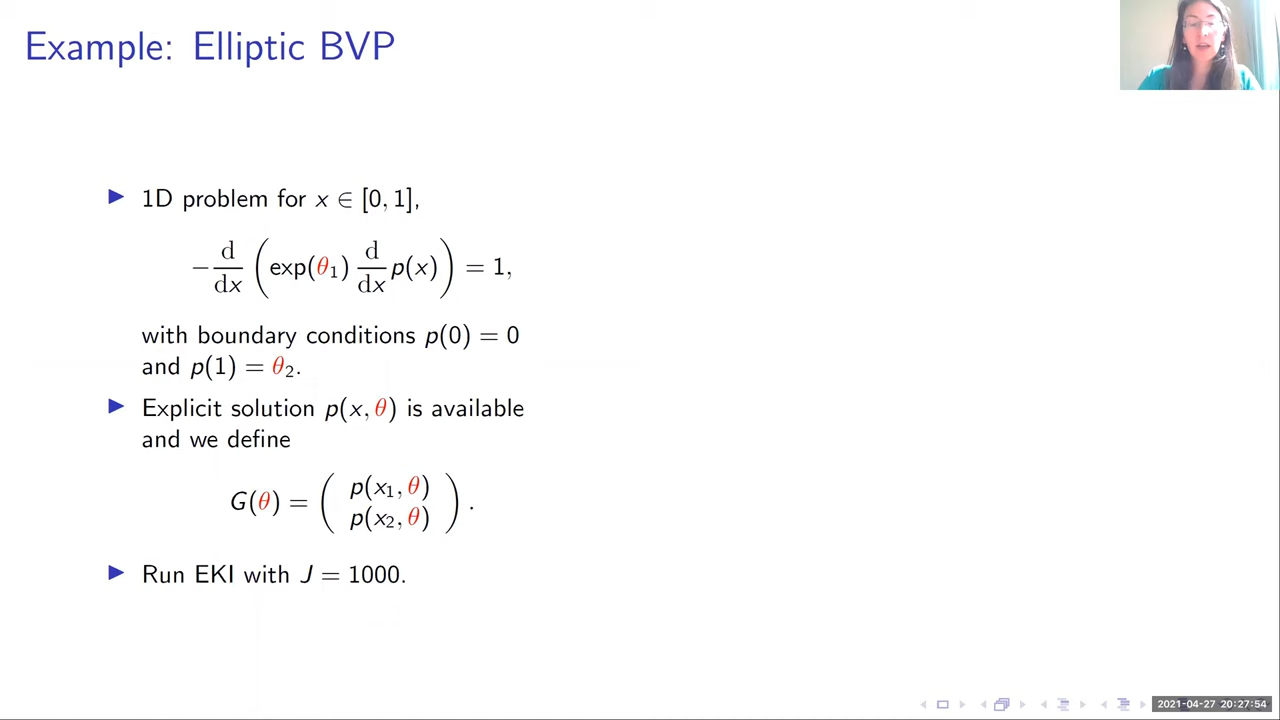 Example: Elliptic BVP
▶ 1D problem for x ∈ [0, 1],
− d/dx ( exp(θ₁) d/dx p(x) ) = 1,
with boundary conditions p(0) = 0
and p(1) = θ₂.
▶ Explicit solution p(x, θ) is available
and we define
G(θ) = ( p(x₁, θ)
p(x₂, θ) ) .
▶ Run EKI with J = 1000.
2021-04-27 20:27:54